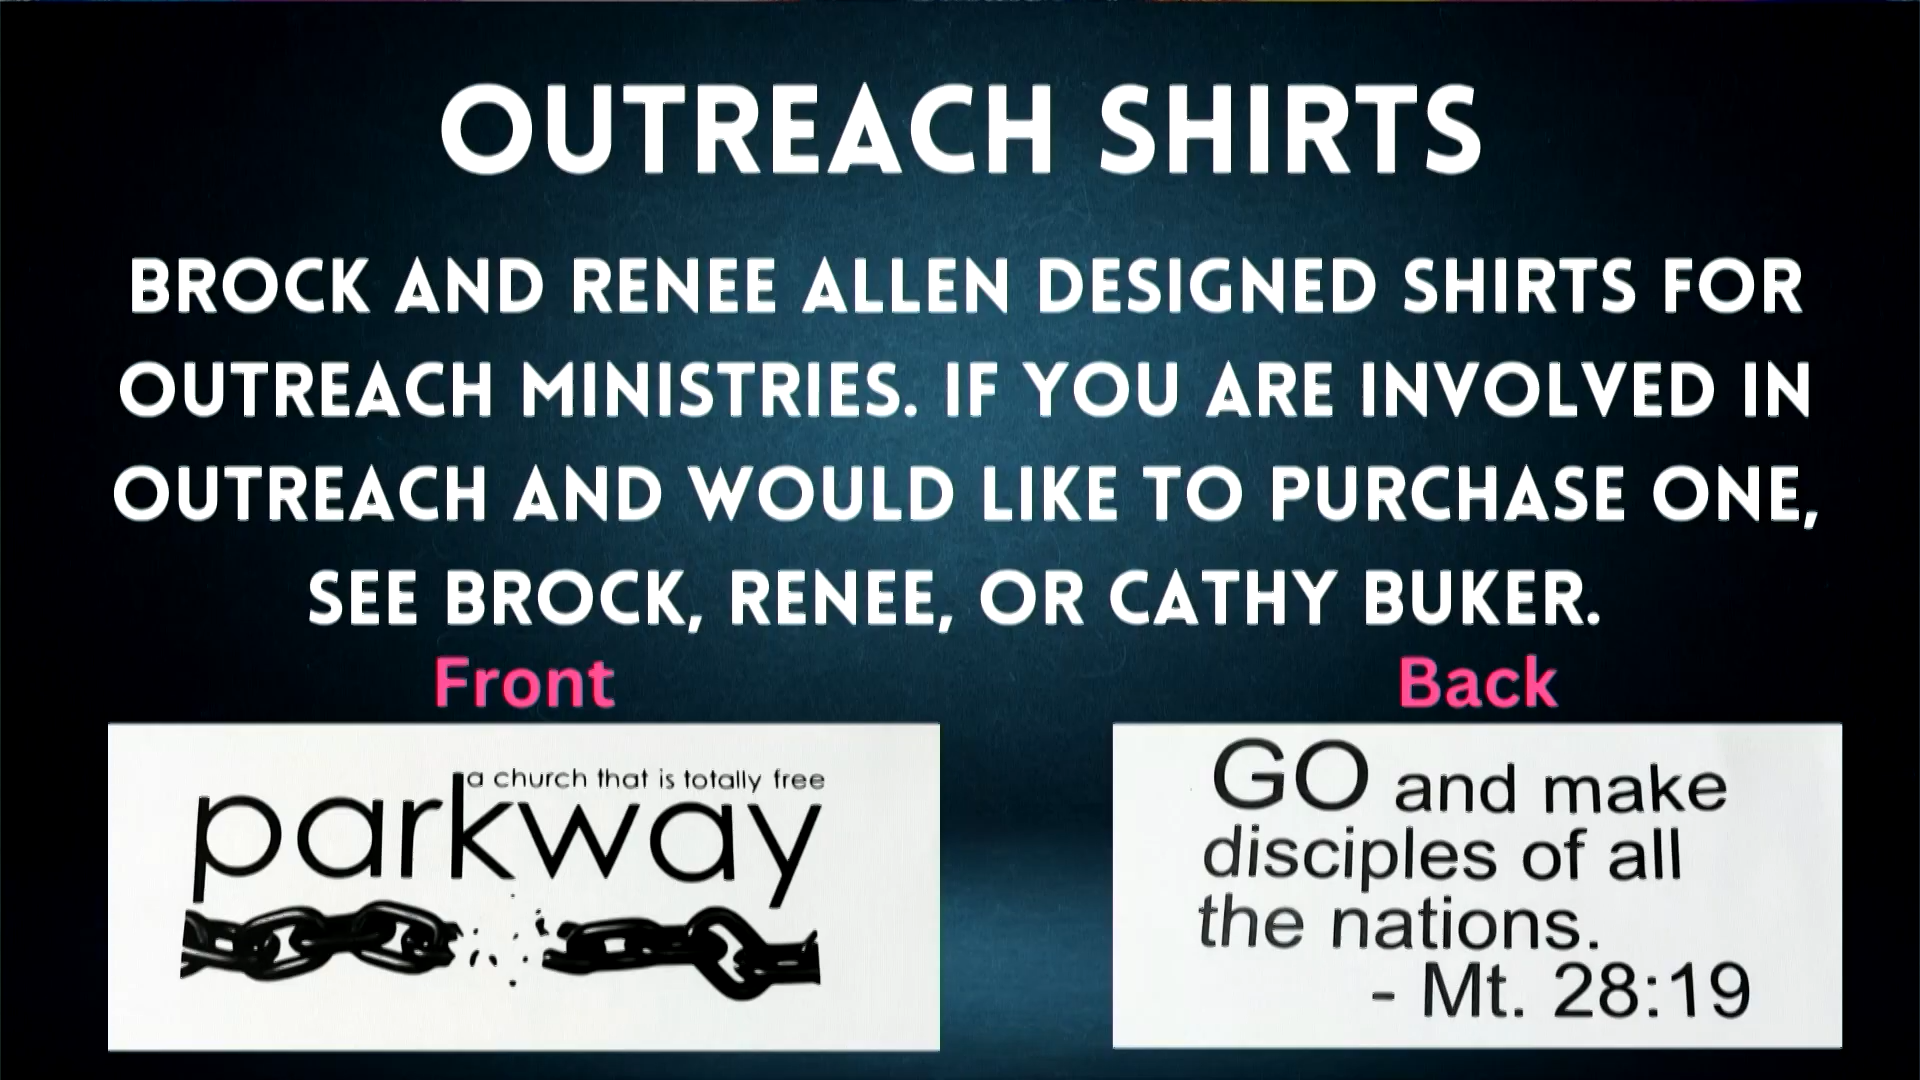 OUTREACH SHIRTS
BROCK AND RENEE ALLEN DESIGNED SHIRTS FOR
OUTREACH MINISTRIES. IF YOU ARE INVOLVED IN
OUTREACH AND WOULD LIKE TO PURCHASE ONE,
SEE BROCK, RENEE, OR CATHY BUKER.
Front
a church that is totally free
parkway
Back
GO and make
disciples of all
the nations.
- Mt. 28:19